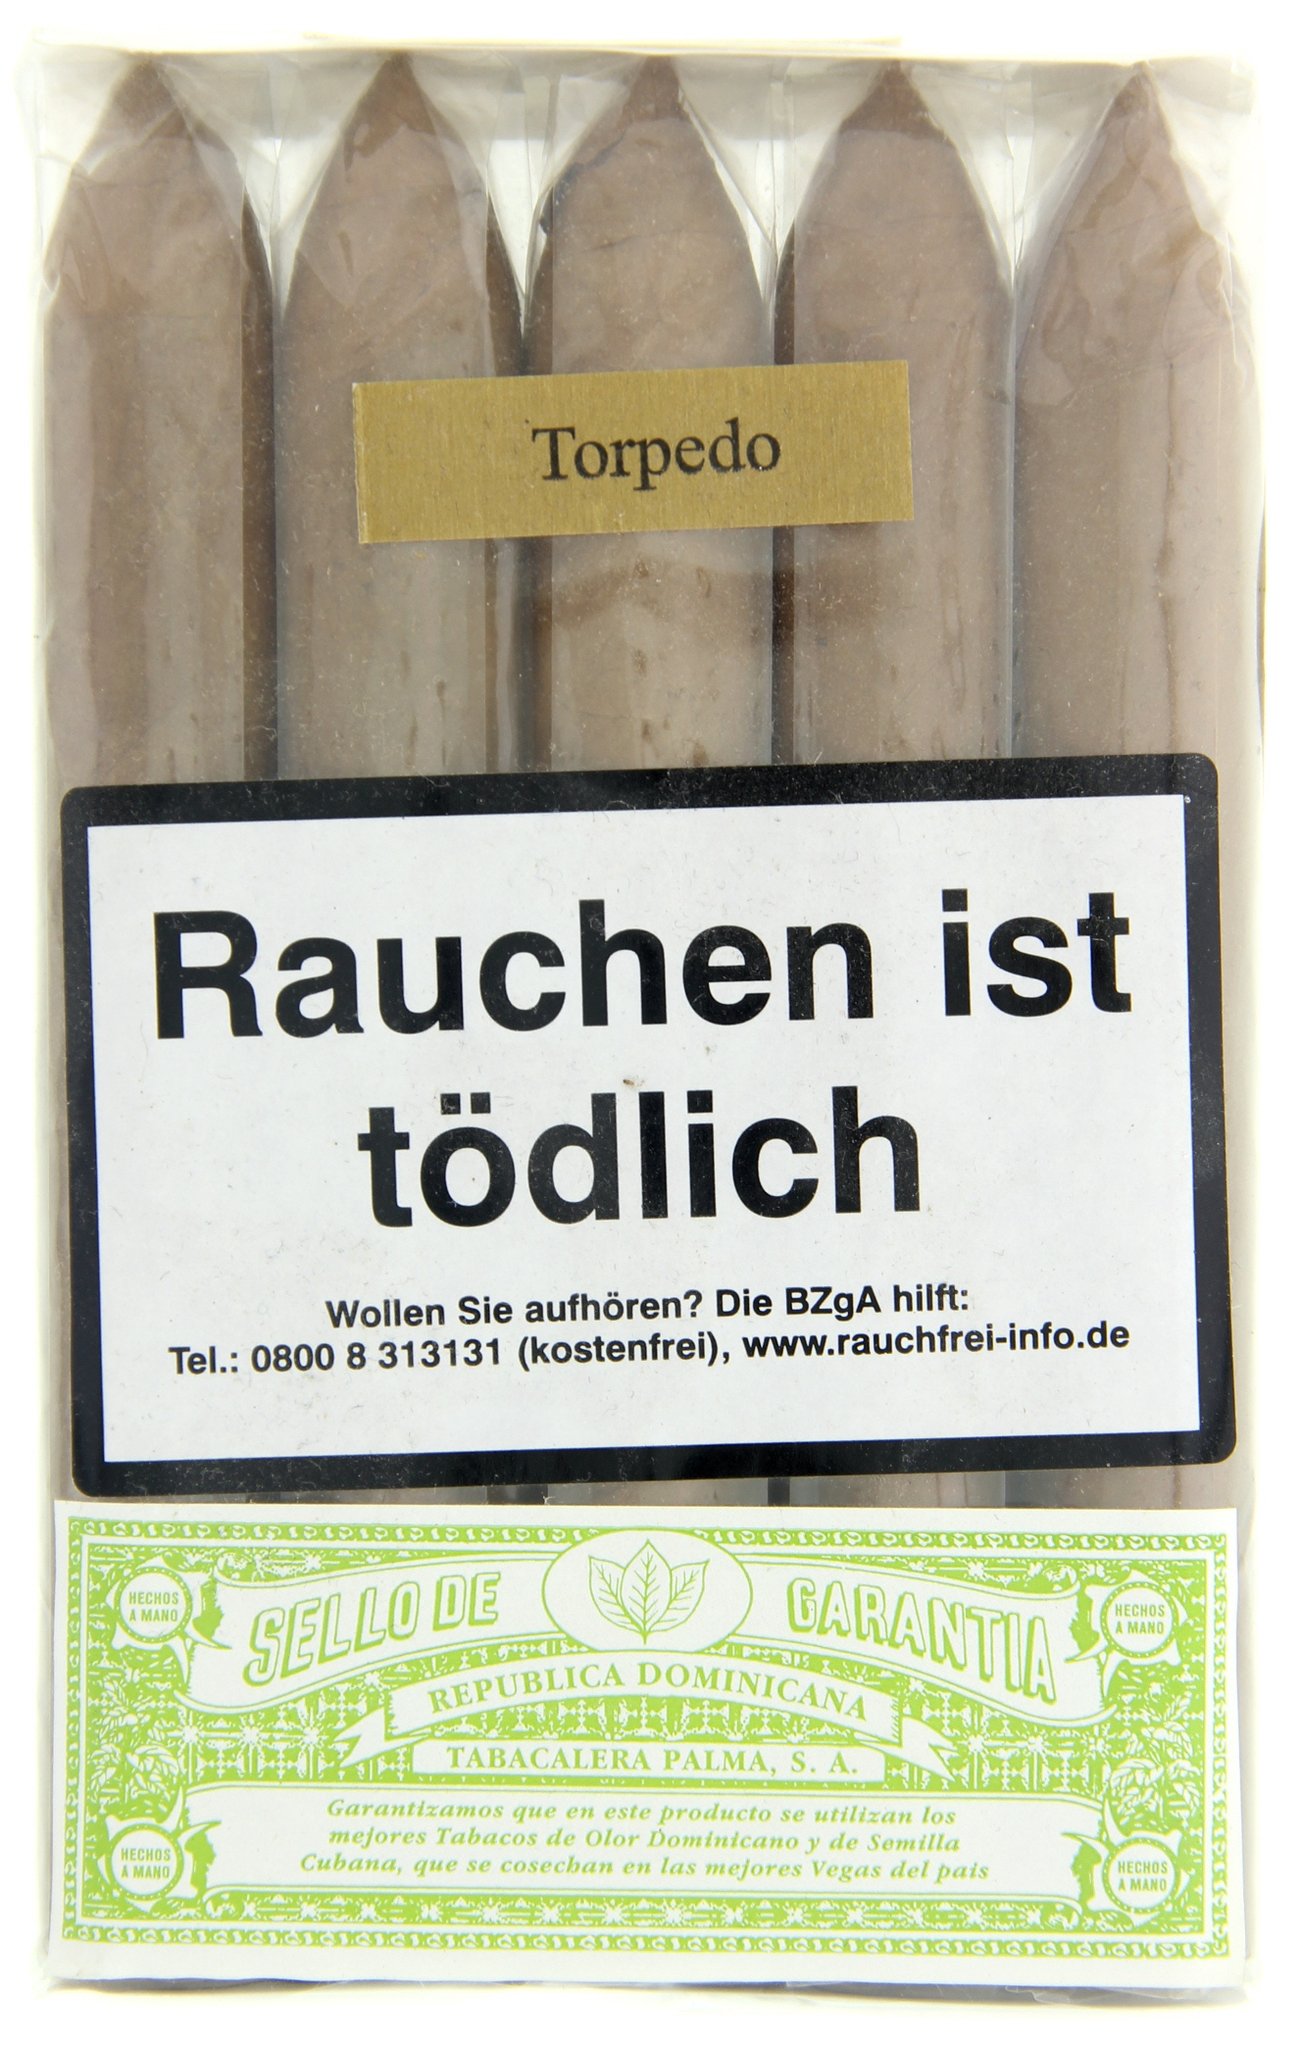 Torpedo
Rauchen ist
tödlich
Wollen Sie aufhören? Die BZgA hilft:
Tel.: 0800 8 313131 (kostenfrei), www.rauchfrei-info.de
HECHOS
A MANO
SELLO DE GARANTIA
HECHOS
A MANO
REPUBLICA DOMINICANA
TABACALERA PALMA, S. A.
Garantizamos que en este producto se utilizan los
mejores Tabacos de Olor Dominicano y de Semilla
Cubana, que se cosechan en las mejores Vegas del pais
HECHOS
A MANO
HECHOS
A MANO